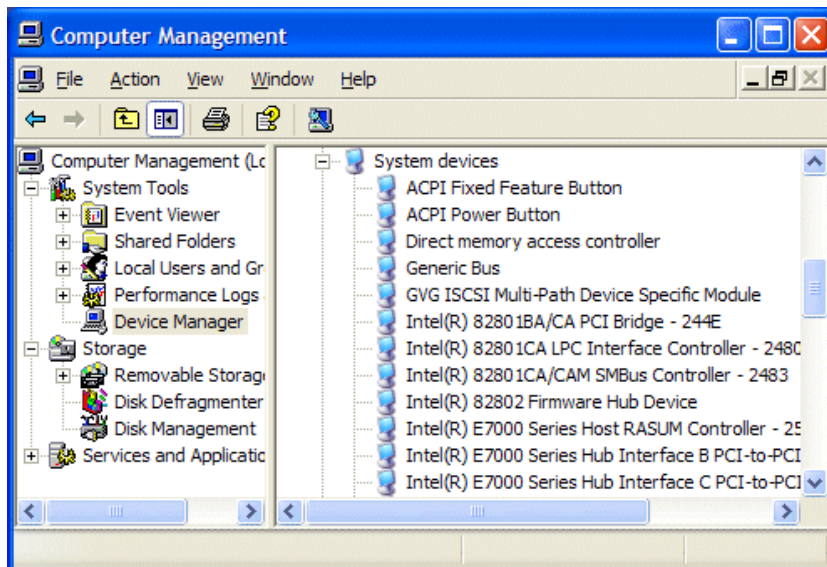 Computer Management
File Action View Window Help
Computer Management (Lo
System Tools
Event Viewer
Shared Folders
Local Users and Gr
Performance Logs
Device Manager
Storage
Removable Storag
Disk Defragmenter
Disk Management
Services and Applicatio
System devices
ACPI Fixed Feature Button
ACPI Power Button
Direct memory access controller
Generic Bus
GVG ISCSI Multi-Path Device Specific Module
Intel(R) 82801BA/CA PCI Bridge - 244E
Intel(R) 82801CA LPC Interface Controller - 2480
Intel(R) 82801CA/CAM SMBus Controller - 2483
Intel(R) 82802 Firmware Hub Device
Intel(R) E7000 Series Host RASUM Controller - 25
Intel(R) E7000 Series Hub Interface B PCI-to-PCI
Intel(R) E7000 Series Hub Interface C PCI-to-PCI